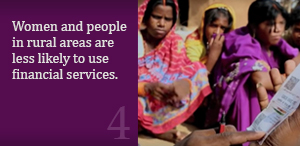 Women and people
in rural areas are
less likely to use
financial services.
4